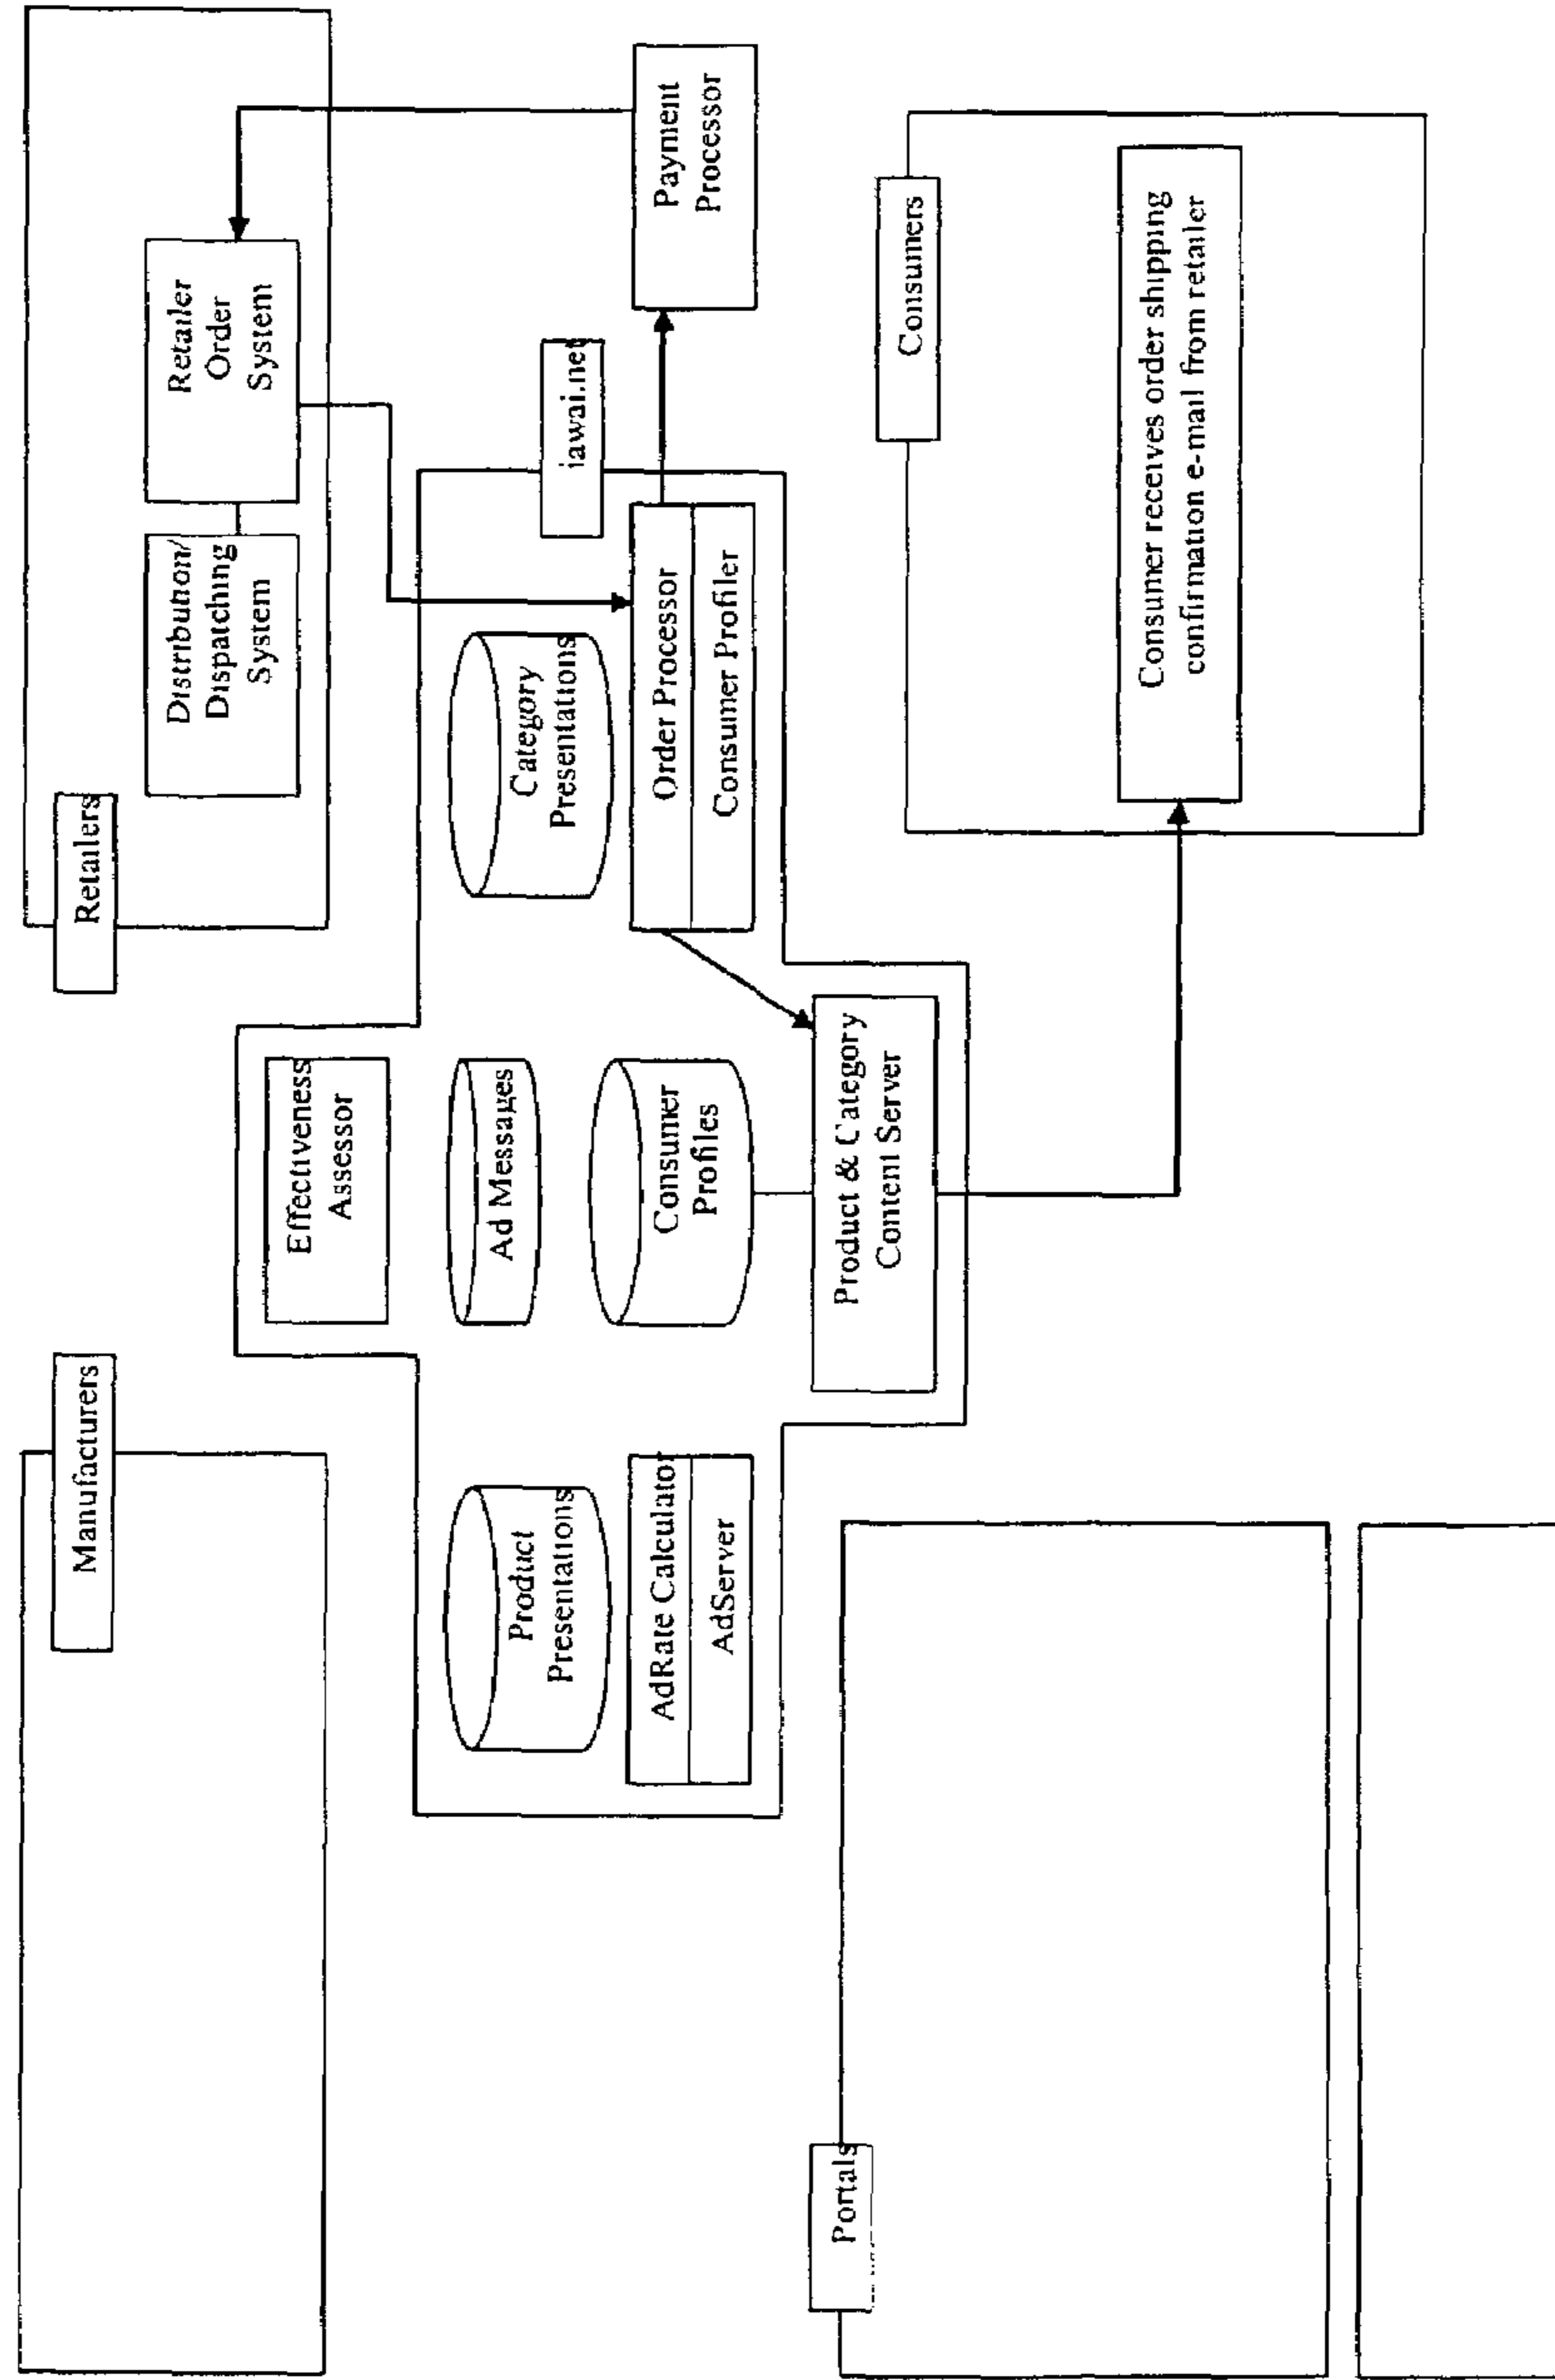 Manufacturers
Retailers
Distribution/
Dispatching
System
Retailer
Order
System
Effectiveness
Assessor
iawai.net
Product
Presentations
Ad Messages
Category
Presentations
Consumer
Profiles
AdRate Calculator
AdServer
Order Processor
Consumer Profiler
Payment
Processor
Product & Category
Content Server
Portals
Consumers
Consumer receives order shipping
confirmation e-mail from retailer